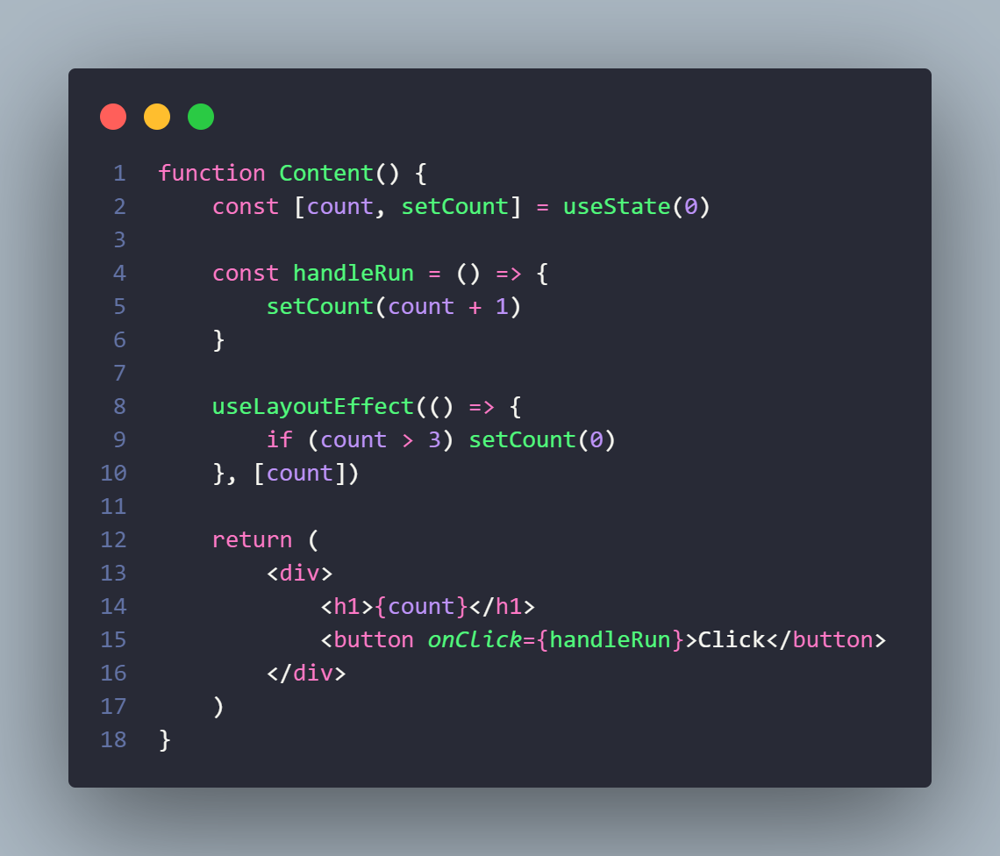 1 function Content() {
2     const [count, setCount] = useState(0)
3
4     const handleRun = () => {
5         setCount(count + 1)
6     }
7
8     useLayoutEffect(() => {
9         if (count > 3) setCount(0)
10     }, [count])
11
12     return (
13         <div>
14             <h1>{count}</h1>
15             <button onClick={handleRun}>Click</button>
16         </div>
17     )
18 }